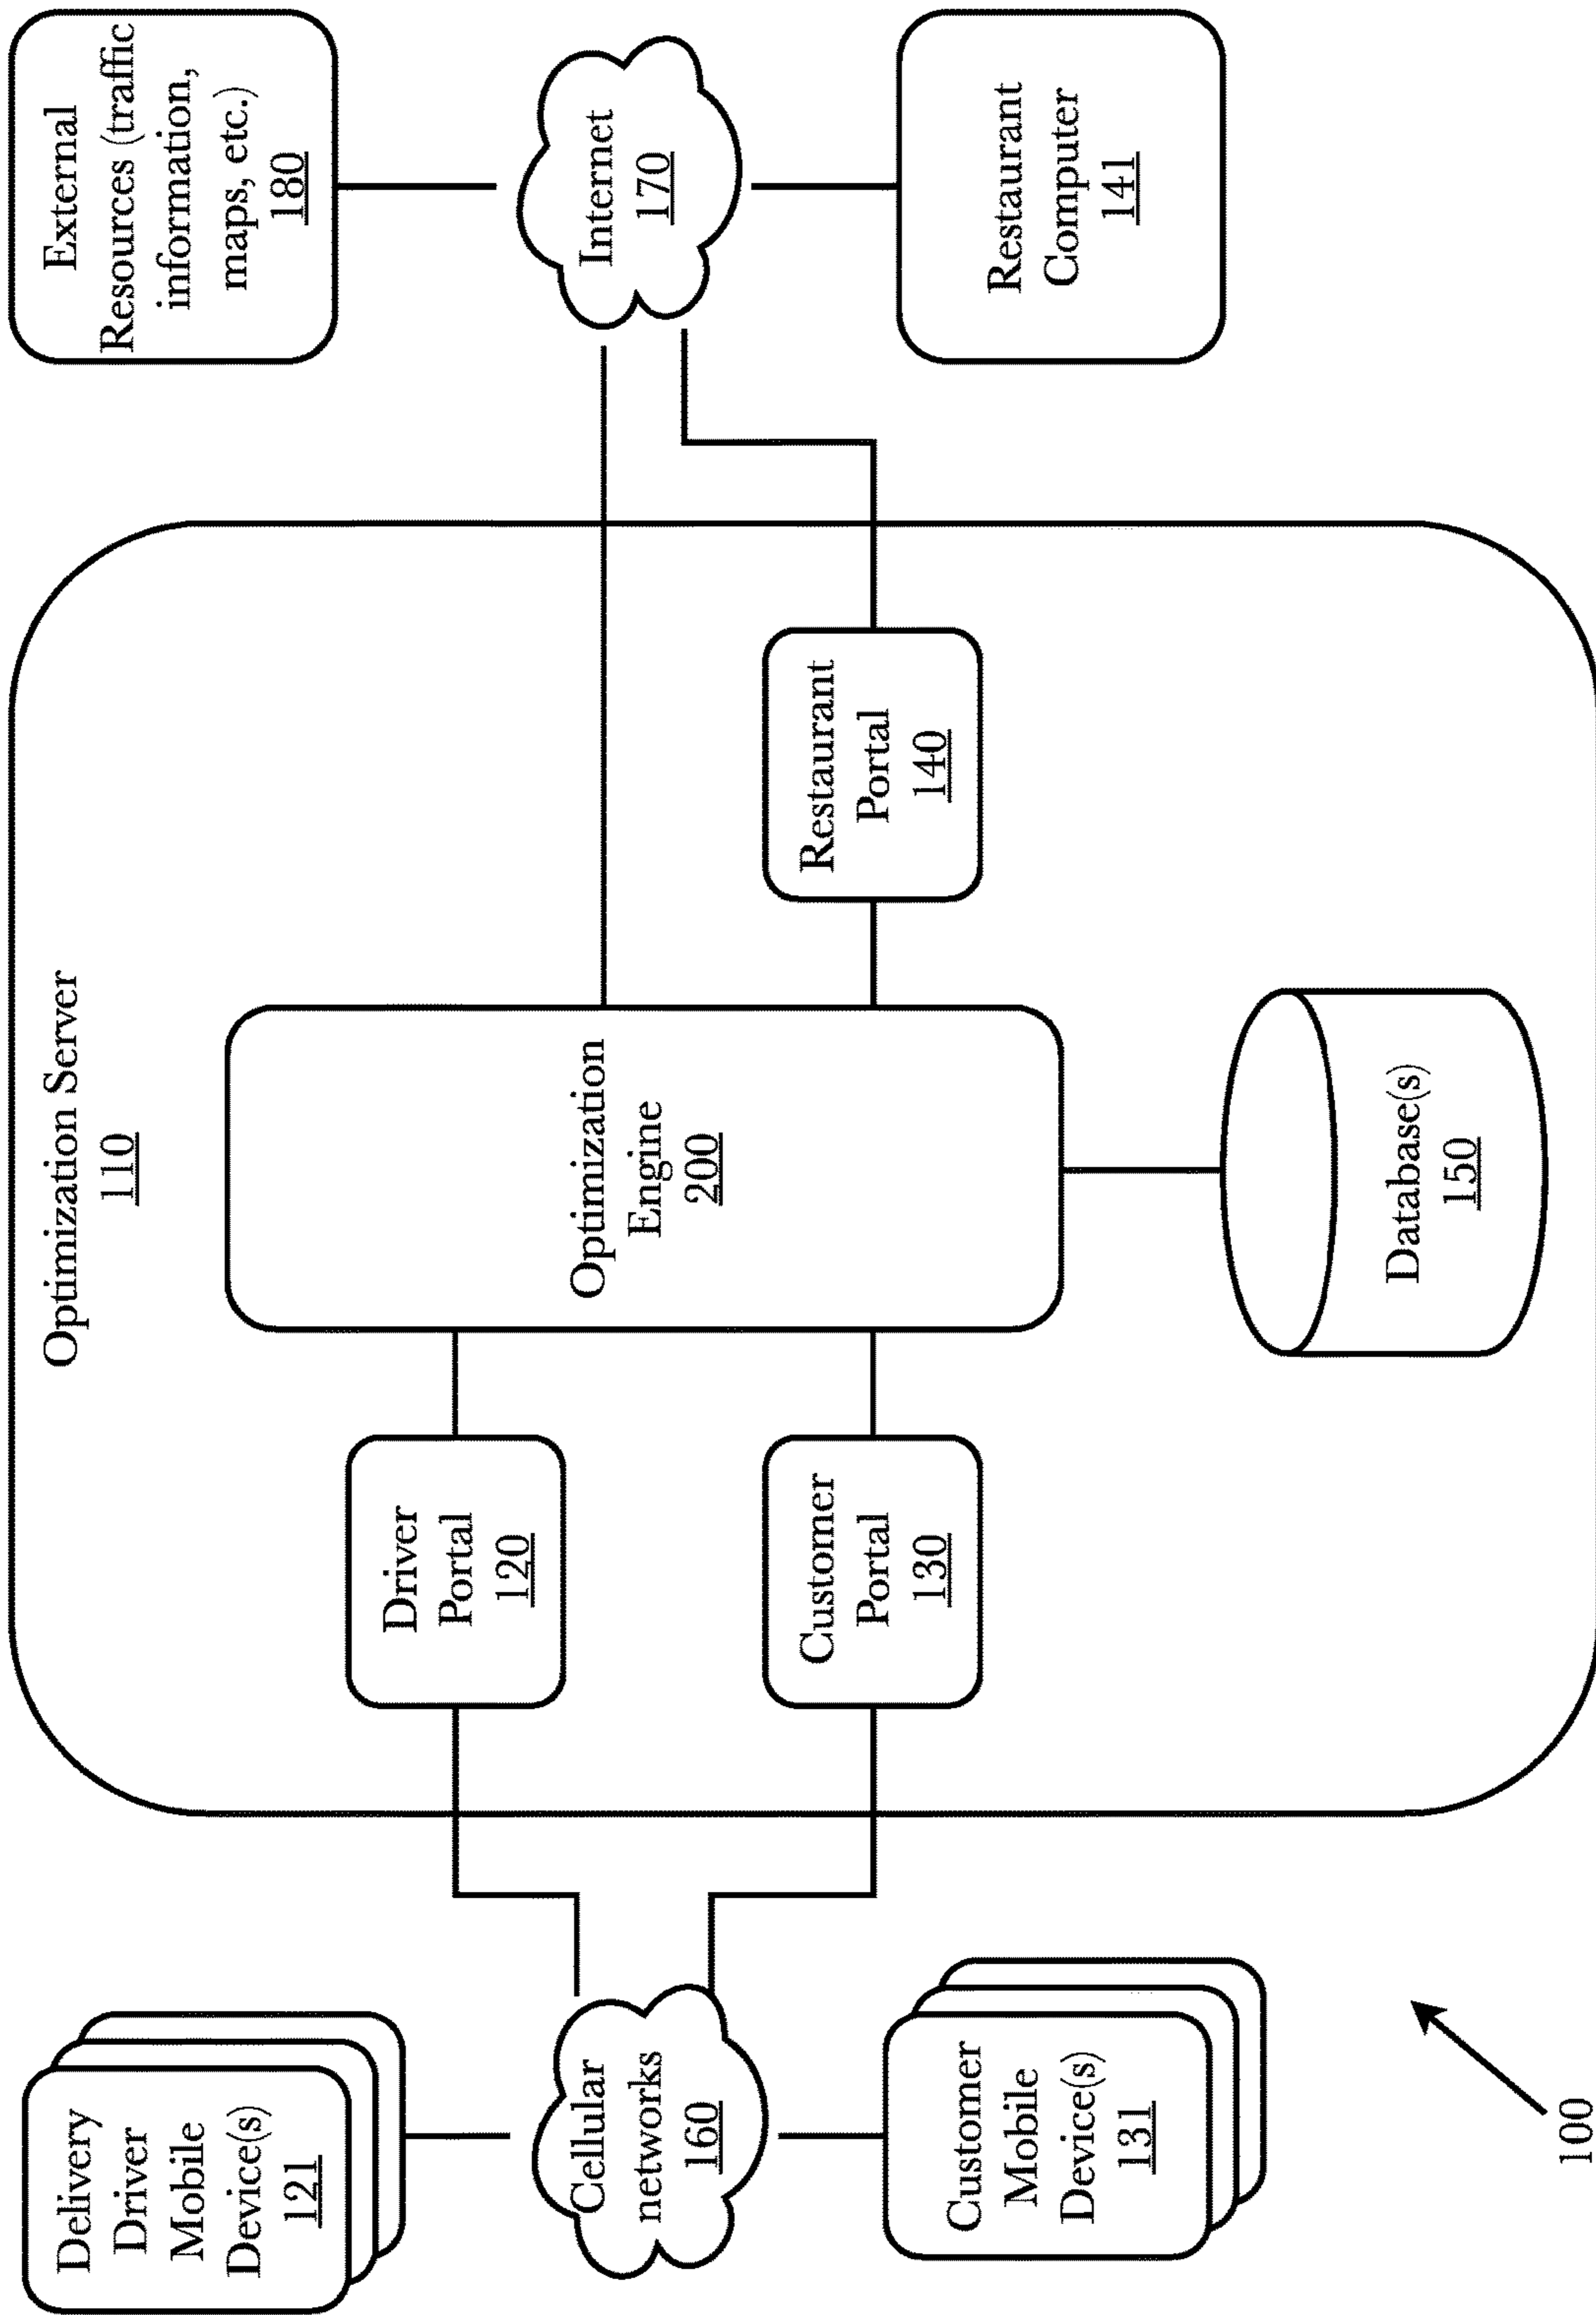 Delivery
Driver
Mobile
Device(s)
121
Cellular
networks
160
Customer
Mobile
Device(s)
131
100
Optimization Server
110
Driver
Portal
120
Customer
Portal
130
Optimization
Engine
200
Database(s)
150
Restaurant
Portal
140
External
Resources (traffic
information,
maps, etc.)
180
Internet
170
Restaurant
Computer
141